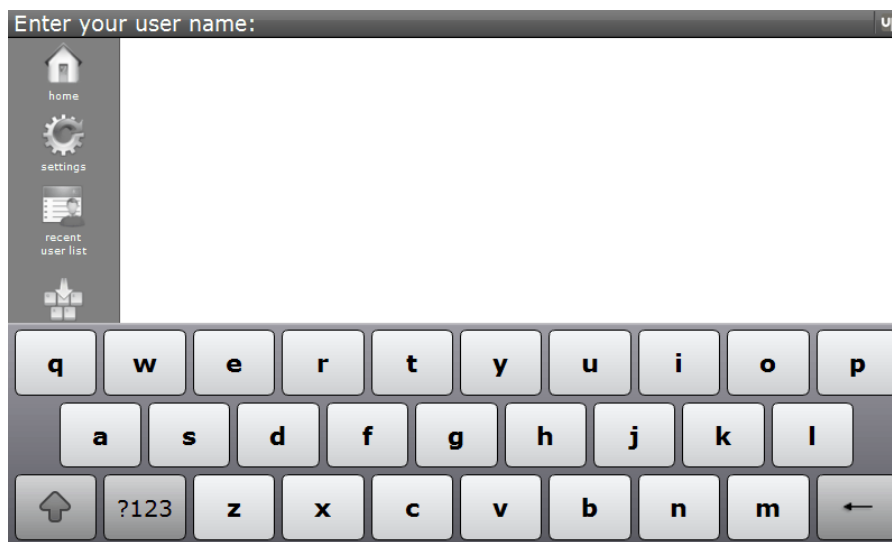 Enter your user name:
home
settings
recent
user list
q w e r t y u i o p
a s d f g h j k l
?123 z x c v b n m